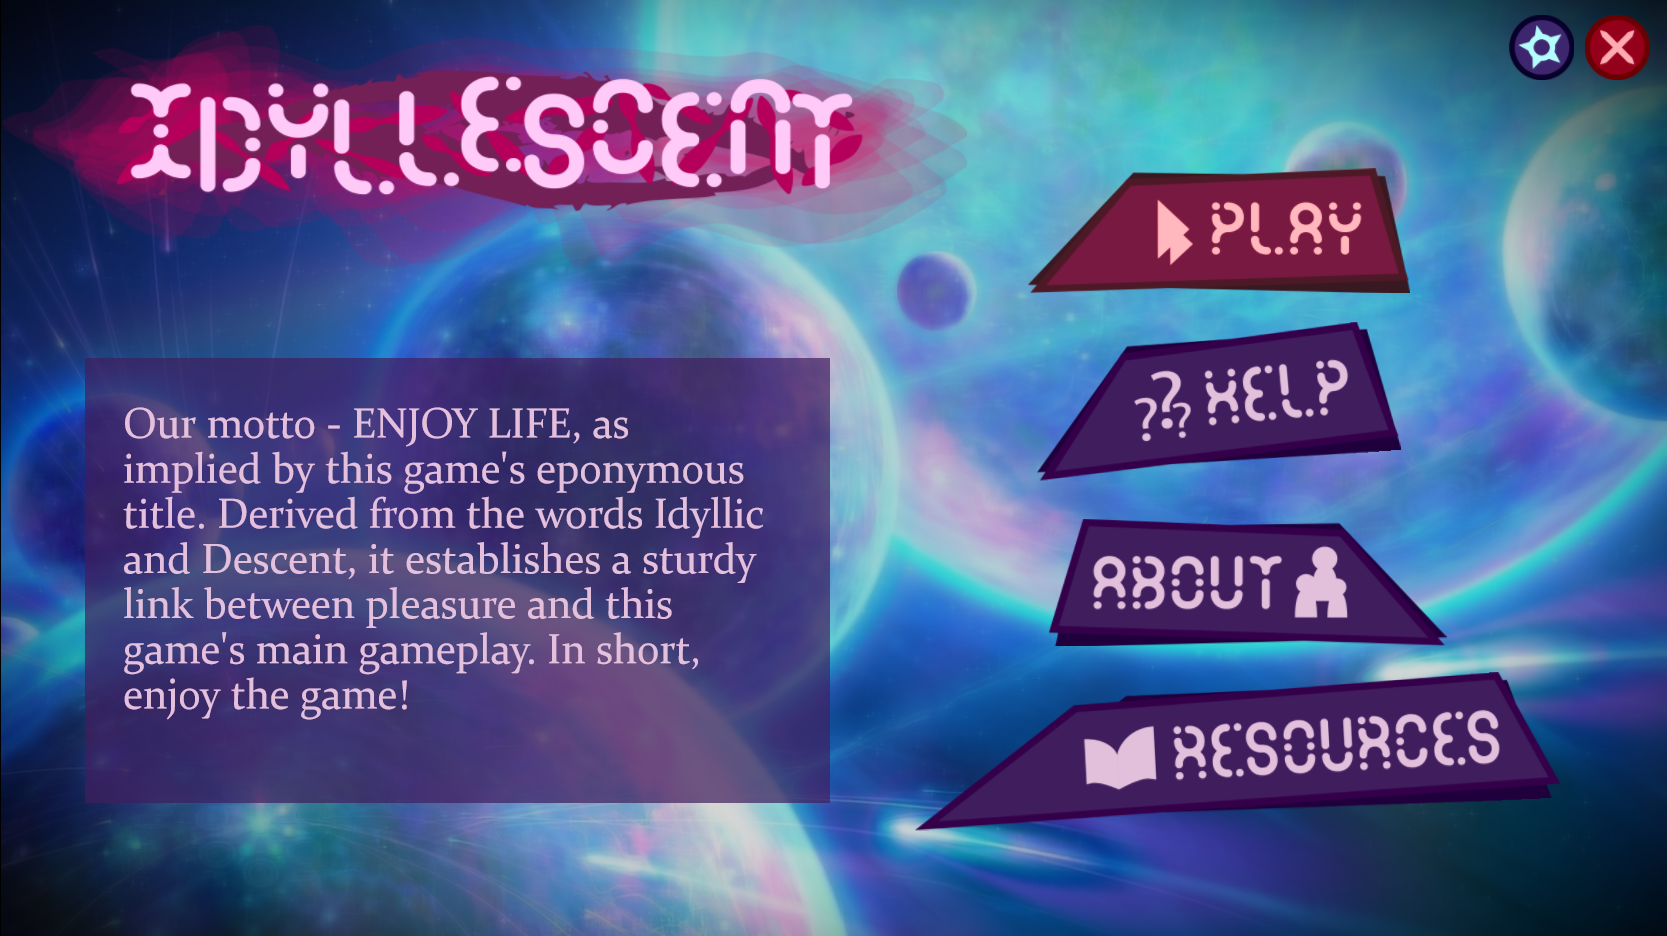 IDYLLESCENT
PLAY
??? HELP
Our motto - ENJOY LIFE, as
implied by this game's eponymous
title. Derived from the words Idyllic
and Descent, it establishes a sturdy
link between pleasure and this
game's main gameplay. In short,
enjoy the game!
ABOUT
RESOURCES